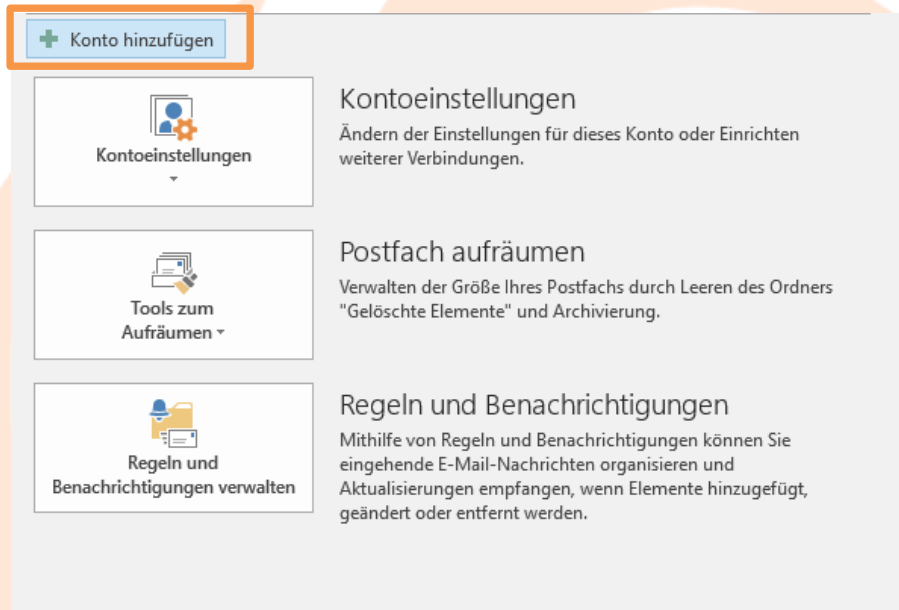 Konto hinzufügen
Kontoeinstellungen
Kontoeinstellungen
Ändern der Einstellungen für dieses Konto oder Einrichten
weiterer Verbindungen.
Tools zum
Aufräumen
Postfach aufräumen
Verwalten der Größe Ihres Postfachs durch Leeren des Ordners
"Gelöschte Elemente" und Archivierung.
Regeln und
Benachrichtigungen verwalten
Regeln und Benachrichtigungen
Mithilfe von Regeln und Benachrichtigungen können Sie
eingehende E-Mail-Nachrichten organisieren und
Aktualisierungen empfangen, wenn Elemente hinzugefügt,
geändert oder entfernt werden.